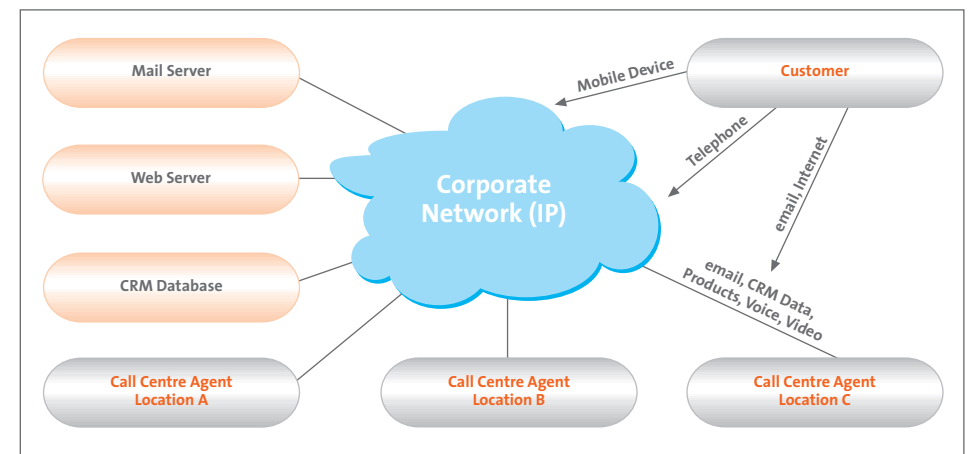 Mail Server
Customer
Mobile Device
Telephone
email, Internet
Web Server
Corporate
Network (IP)
CRM Database
email, CRM Data,
Products, Voice, Video
Call Centre Agent
Location A
Call Centre Agent
Location B
Call Centre Agent
Location C